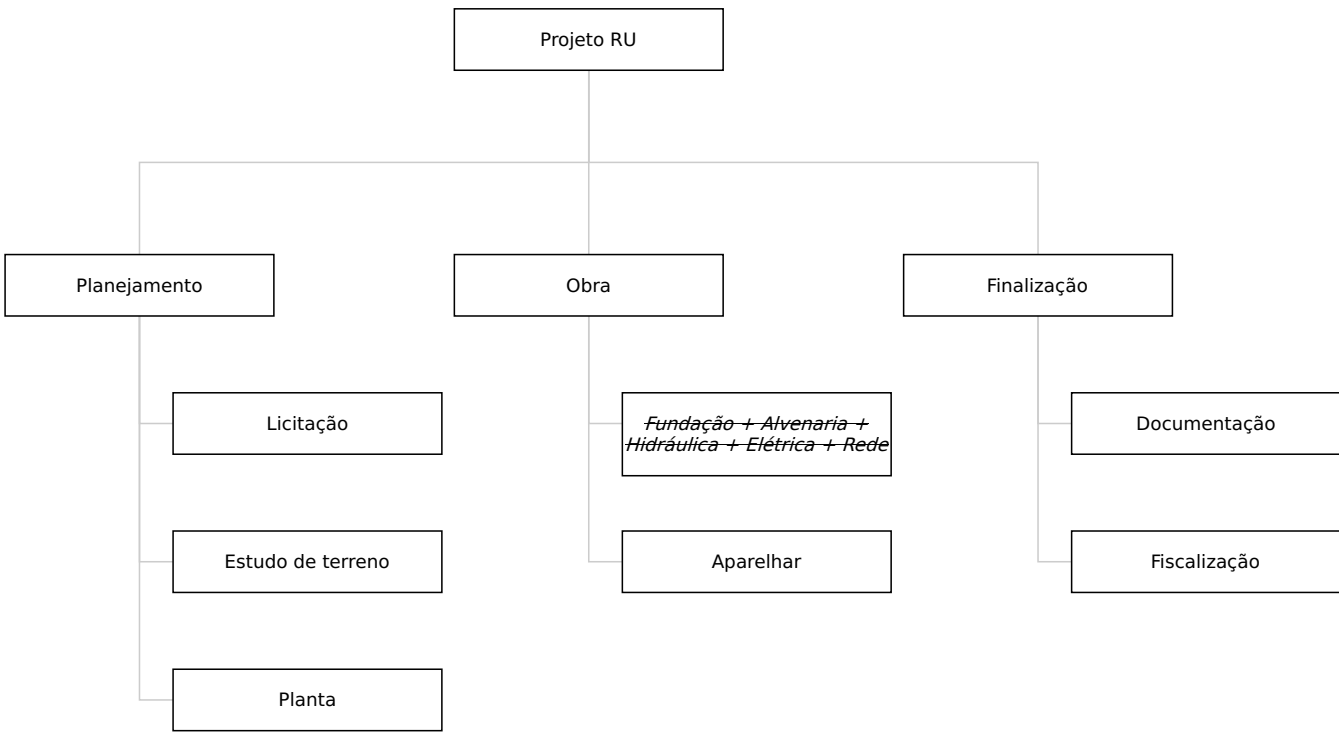 Projeto RU
Planejamento
Obra
Finalização
Licitação
Fundação + Alvenaria +
Hidráulica + Elétrica + Rede
Documentação
Estudo de terreno
Aparelhar
Fiscalização
Planta